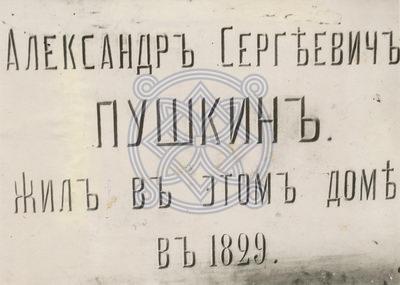 Александръ Сергѣевичъ
ПУШКИНЪ.
жилъ въ этомъ домѣ
въ 1829.